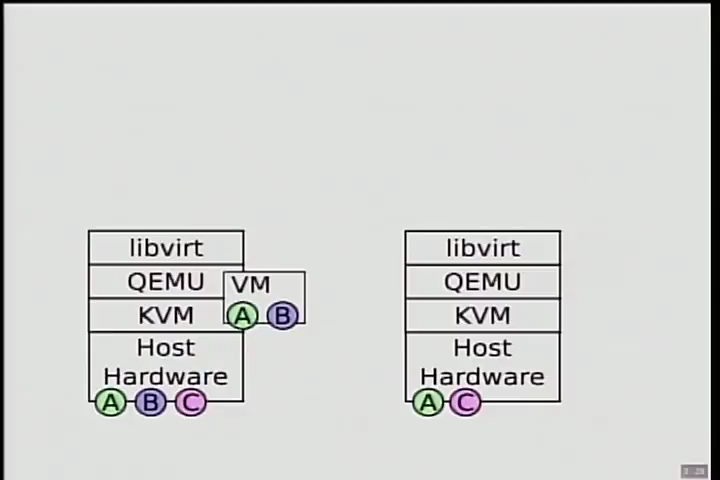 libvirt
QEMU
VM
KVM
A B
Host
Hardware
A B C
libvirt
QEMU
KVM
Host
Hardware
A C